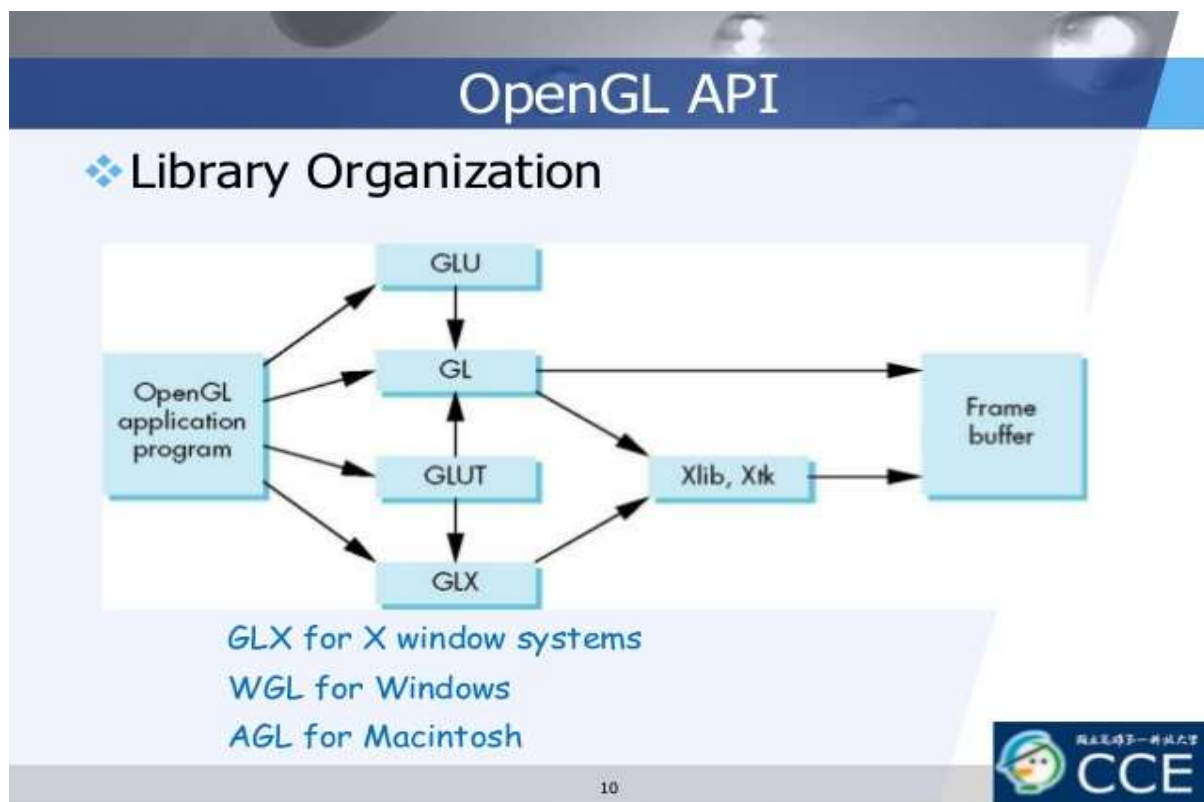 OpenGL API
Library Organization
GLU
GL
OpenGL
application
program
GLUT
GLX
Xlib, Xtk
Frame
buffer
GLX for X window systems
WGL for Windows
AGL for Macintosh
10
CCE